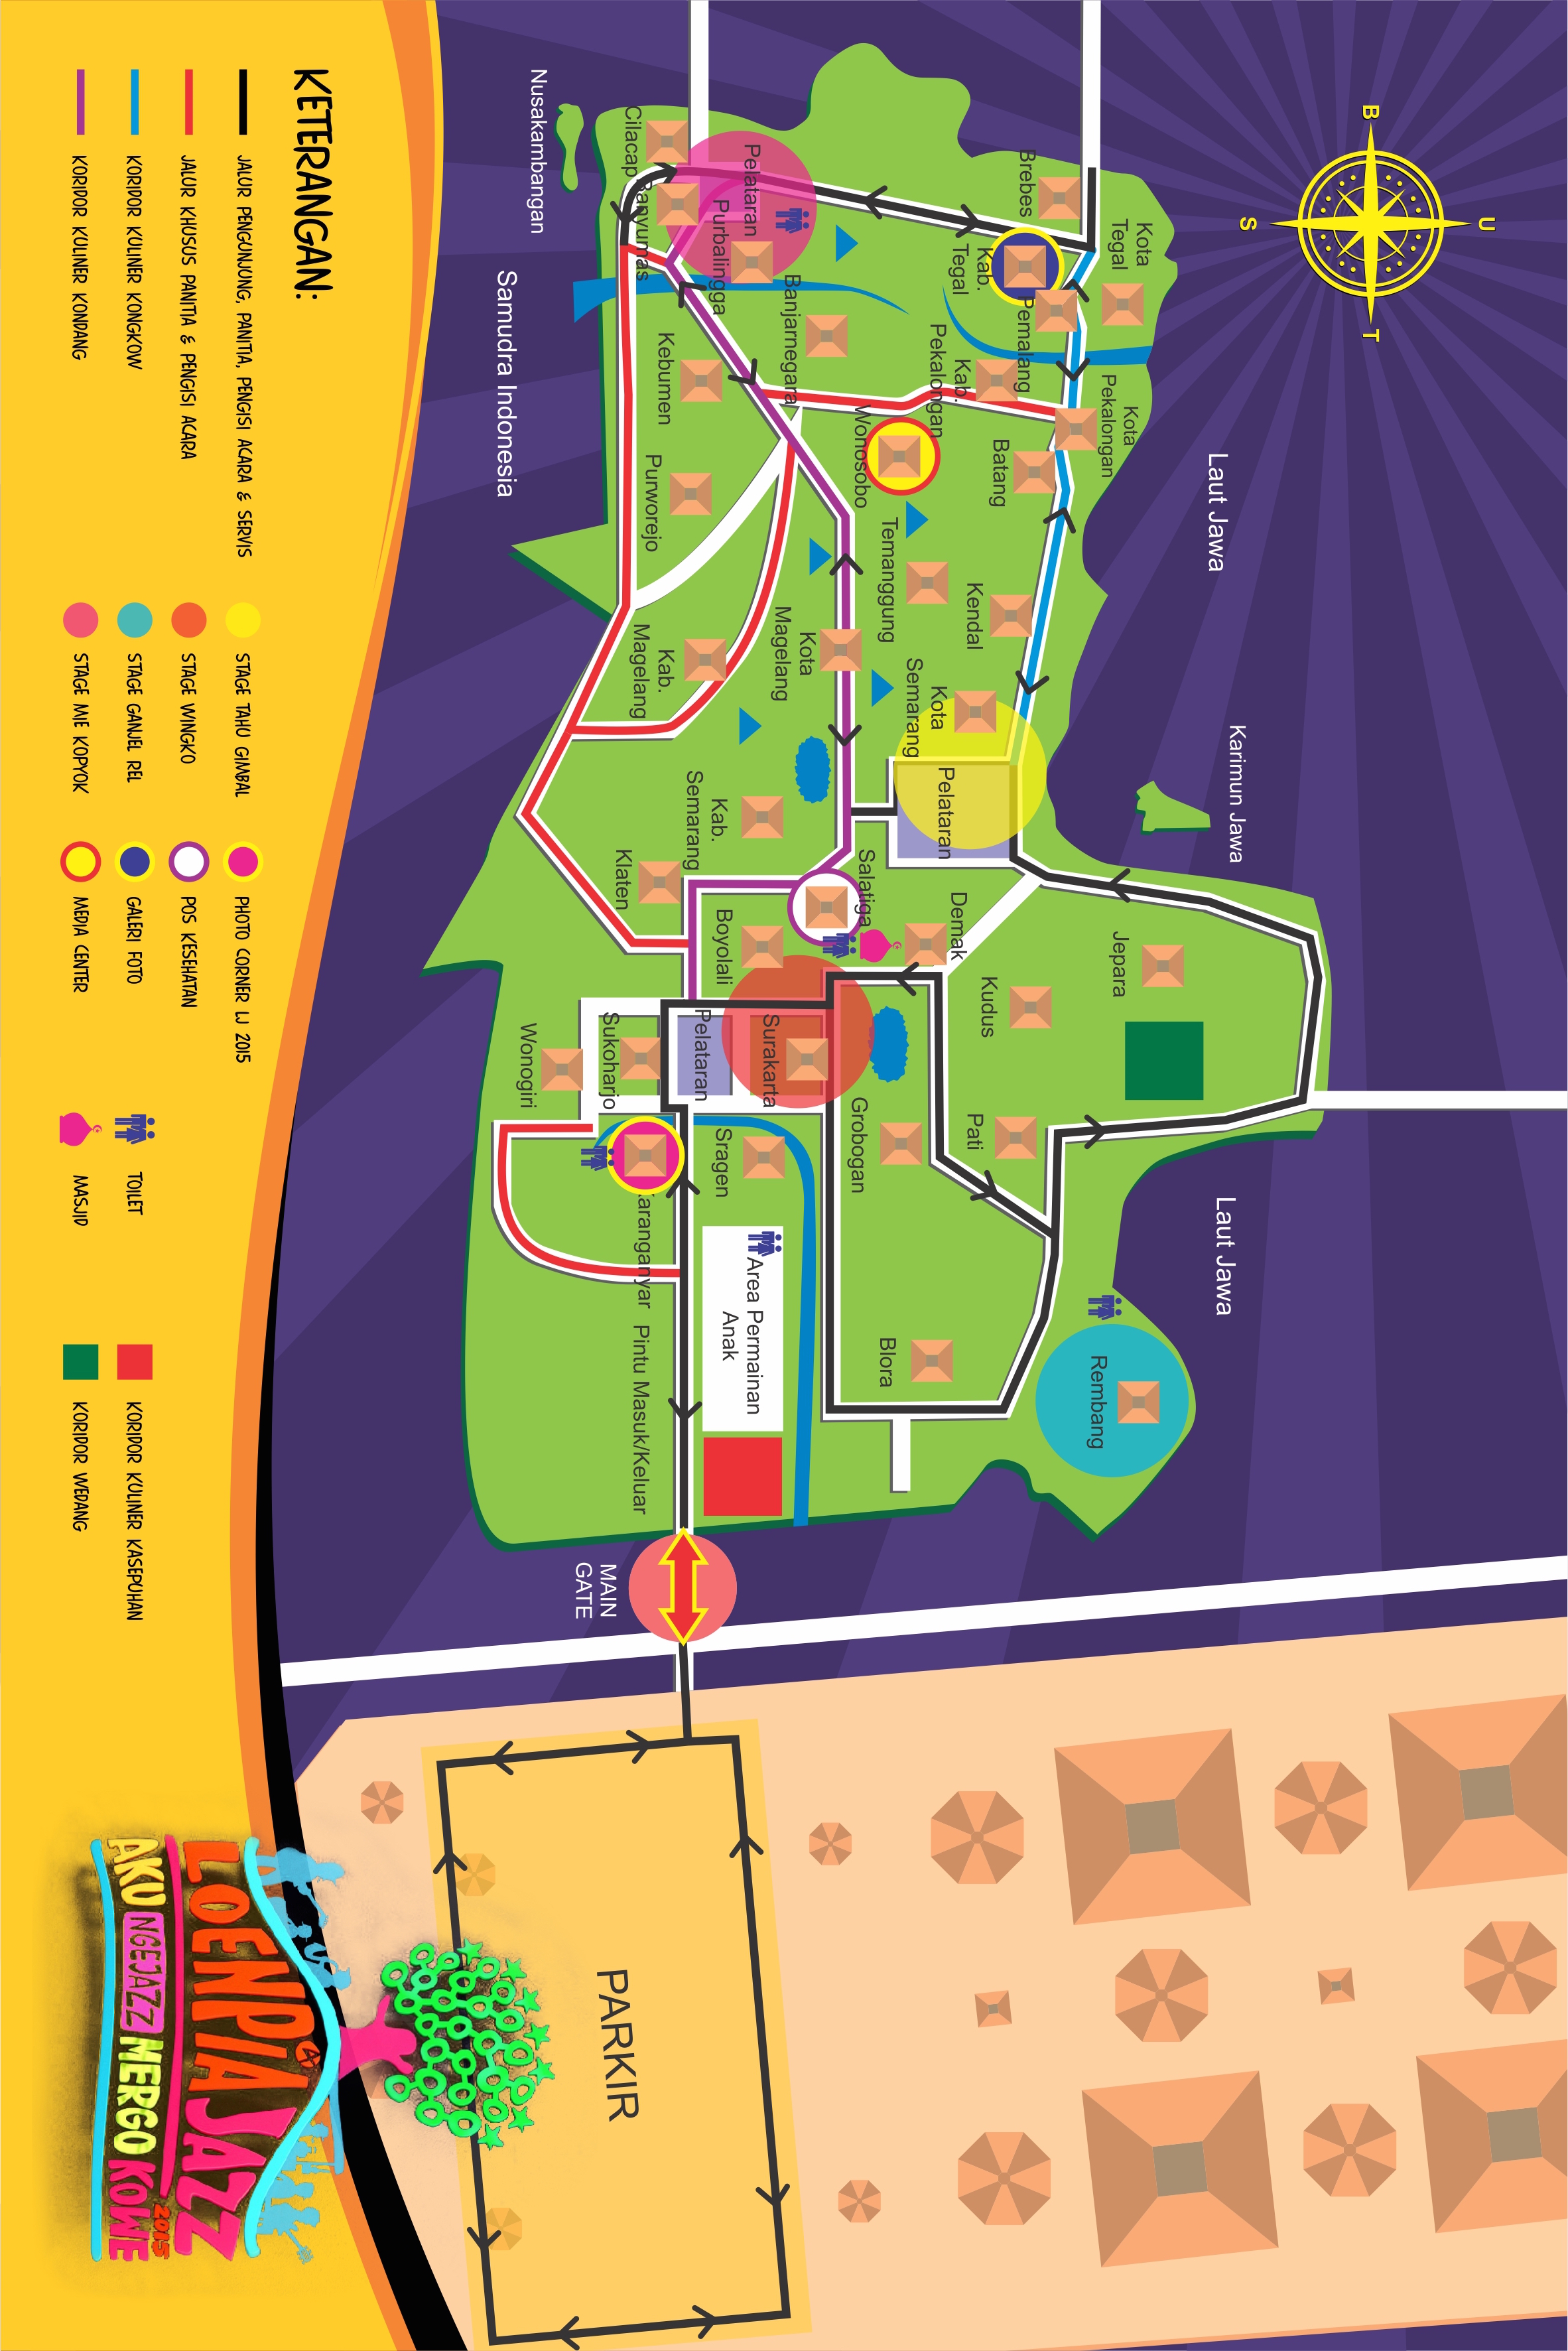 B
U
S
T
Laut Jawa
Karimun Jawa
Laut Jawa
Samudra Indonesia
Nusakambangan
Kota
Tegal
Brebes
Kab.
Tegal
Pemalang
Kota
Pekalongan
Kab.
Pekalongan
Batang
Kendal
Kota
Semarang
Pelataran
Pelataran
Cilacap
Banyumas
Purbalingga
Banjarnegara
Kebumen
Wonosobo
Purworejo
Temanggung
Kota
Magelang
Kab.
Magelang
Kab.
Semarang
Salatiga
Demak
Jepara
Kudus
Pati
Klaten
Boyolali
Surakarta
Pelataran
Sukoharjo
Wonogiri
Grobogan
Sragen
Karanganyar
Blora
Rembang
Area Permainan
Anak
Pintu Masuk/Keluar
MAIN
GATE
PARKIR
KETERANGAN:
JALUR PENGUNJUNG, PANITIA, PENGISI ACARA & SERVIS
JALUR KHUSUS PANITIA & PENGISI ACARA
KORIDOR KULINER KONGKOW
KORIDOR KULINER KONDANG
STAGE TAHU GIMBAL
STAGE WINGKO
STAGE GANJEL REL
STAGE MIE KOPYOK
PHOTO CORNER LJ 2015
POS KESEHATAN
GALERI FOTO
MEDIA CENTER
TOILET
MASJID
KORIDOR KULINER KASEPUHAN
KORIDOR WEDANG
LOENPIA JAZZ
2015
AKU NGEJAZZ MERGO KOWE